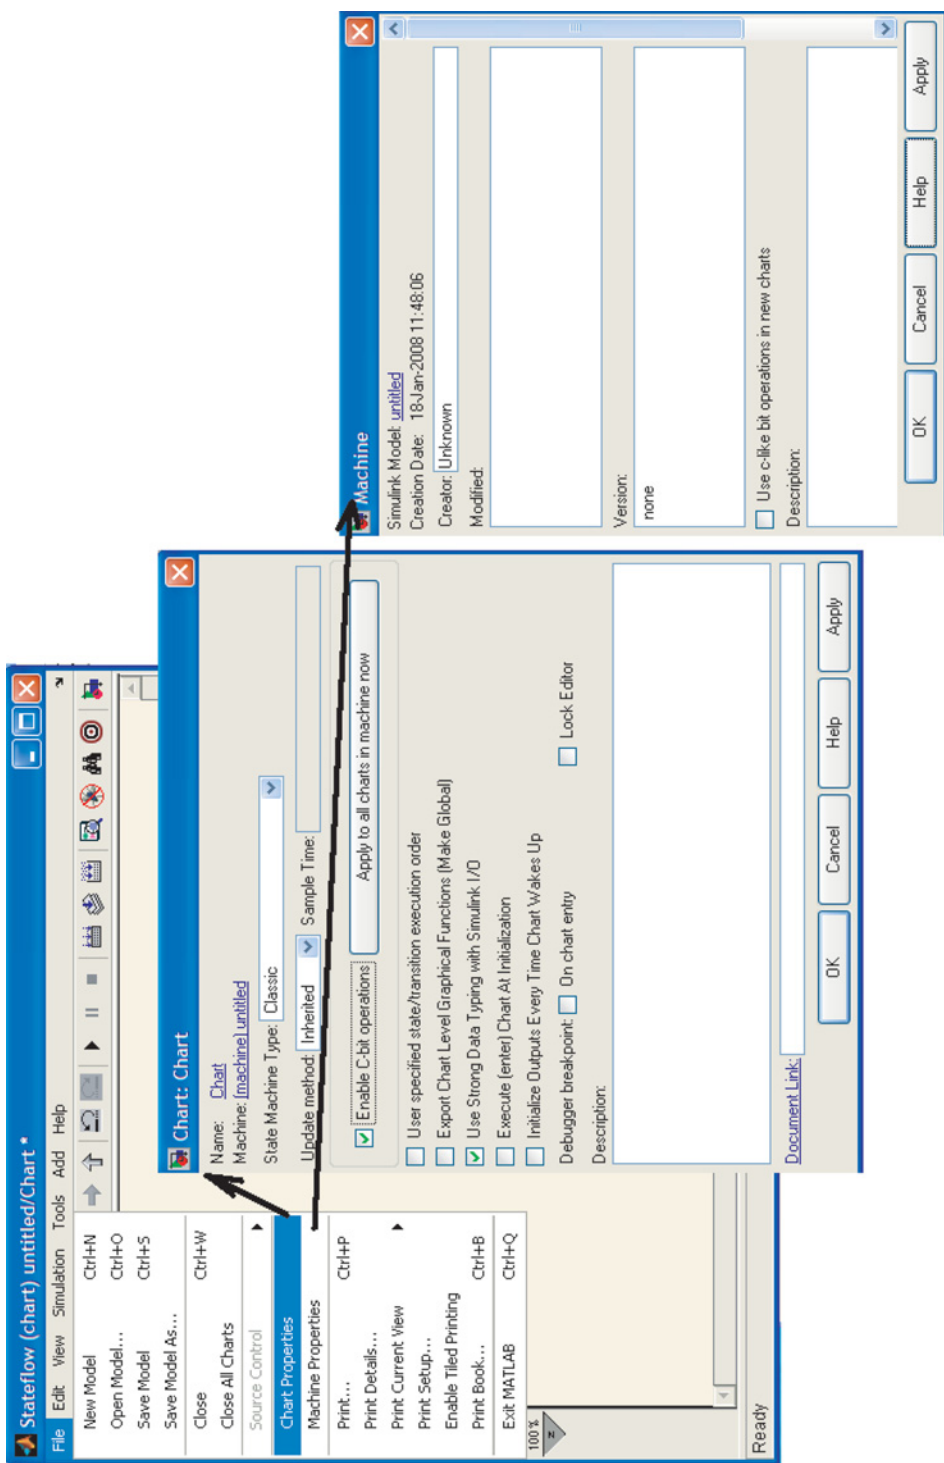 Stateflow (chart) untitled/Chart *
File Edit View Simulation Tools Add Help
New Model Ctrl+N
Open Model... Ctrl+O
Save Model Ctrl+S
Save Model As...
Close Ctrl+W
Close All Charts
Source Control
Chart Properties
Machine Properties
Print... Ctrl+P
Print Details...
Print Current View
Print Setup...
Enable Tiled Printing
Print Book... Ctrl+B
Exit MATLAB Ctrl+Q
100%
Z
Ready
Chart: Chart
Name: Chart
Machine: (machine) untitled
State Machine Type: Classic
Update method: Inherited Sample Time:
Enable C-bit operations Apply to all charts in machine now
User specified state/transition execution order
Export Chart Level Graphical Functions (Make Global)
Use Strong Data Typing with Simulink I/O
Execute (enter) Chart At Initialization
Initialize Outputs Every Time Chart Wakes Up
Debugger breakpoint: On chart entry Lock Editor
Description:
Document Link:
OK Cancel Help Apply
Machine
Simulink Model: untitled
Creation Date: 18-Jan-2008 11:48:06
Creator: Unknown
Modified:
Version:
none
Use c-like bit operations in new charts
Description:
OK Cancel Help Apply